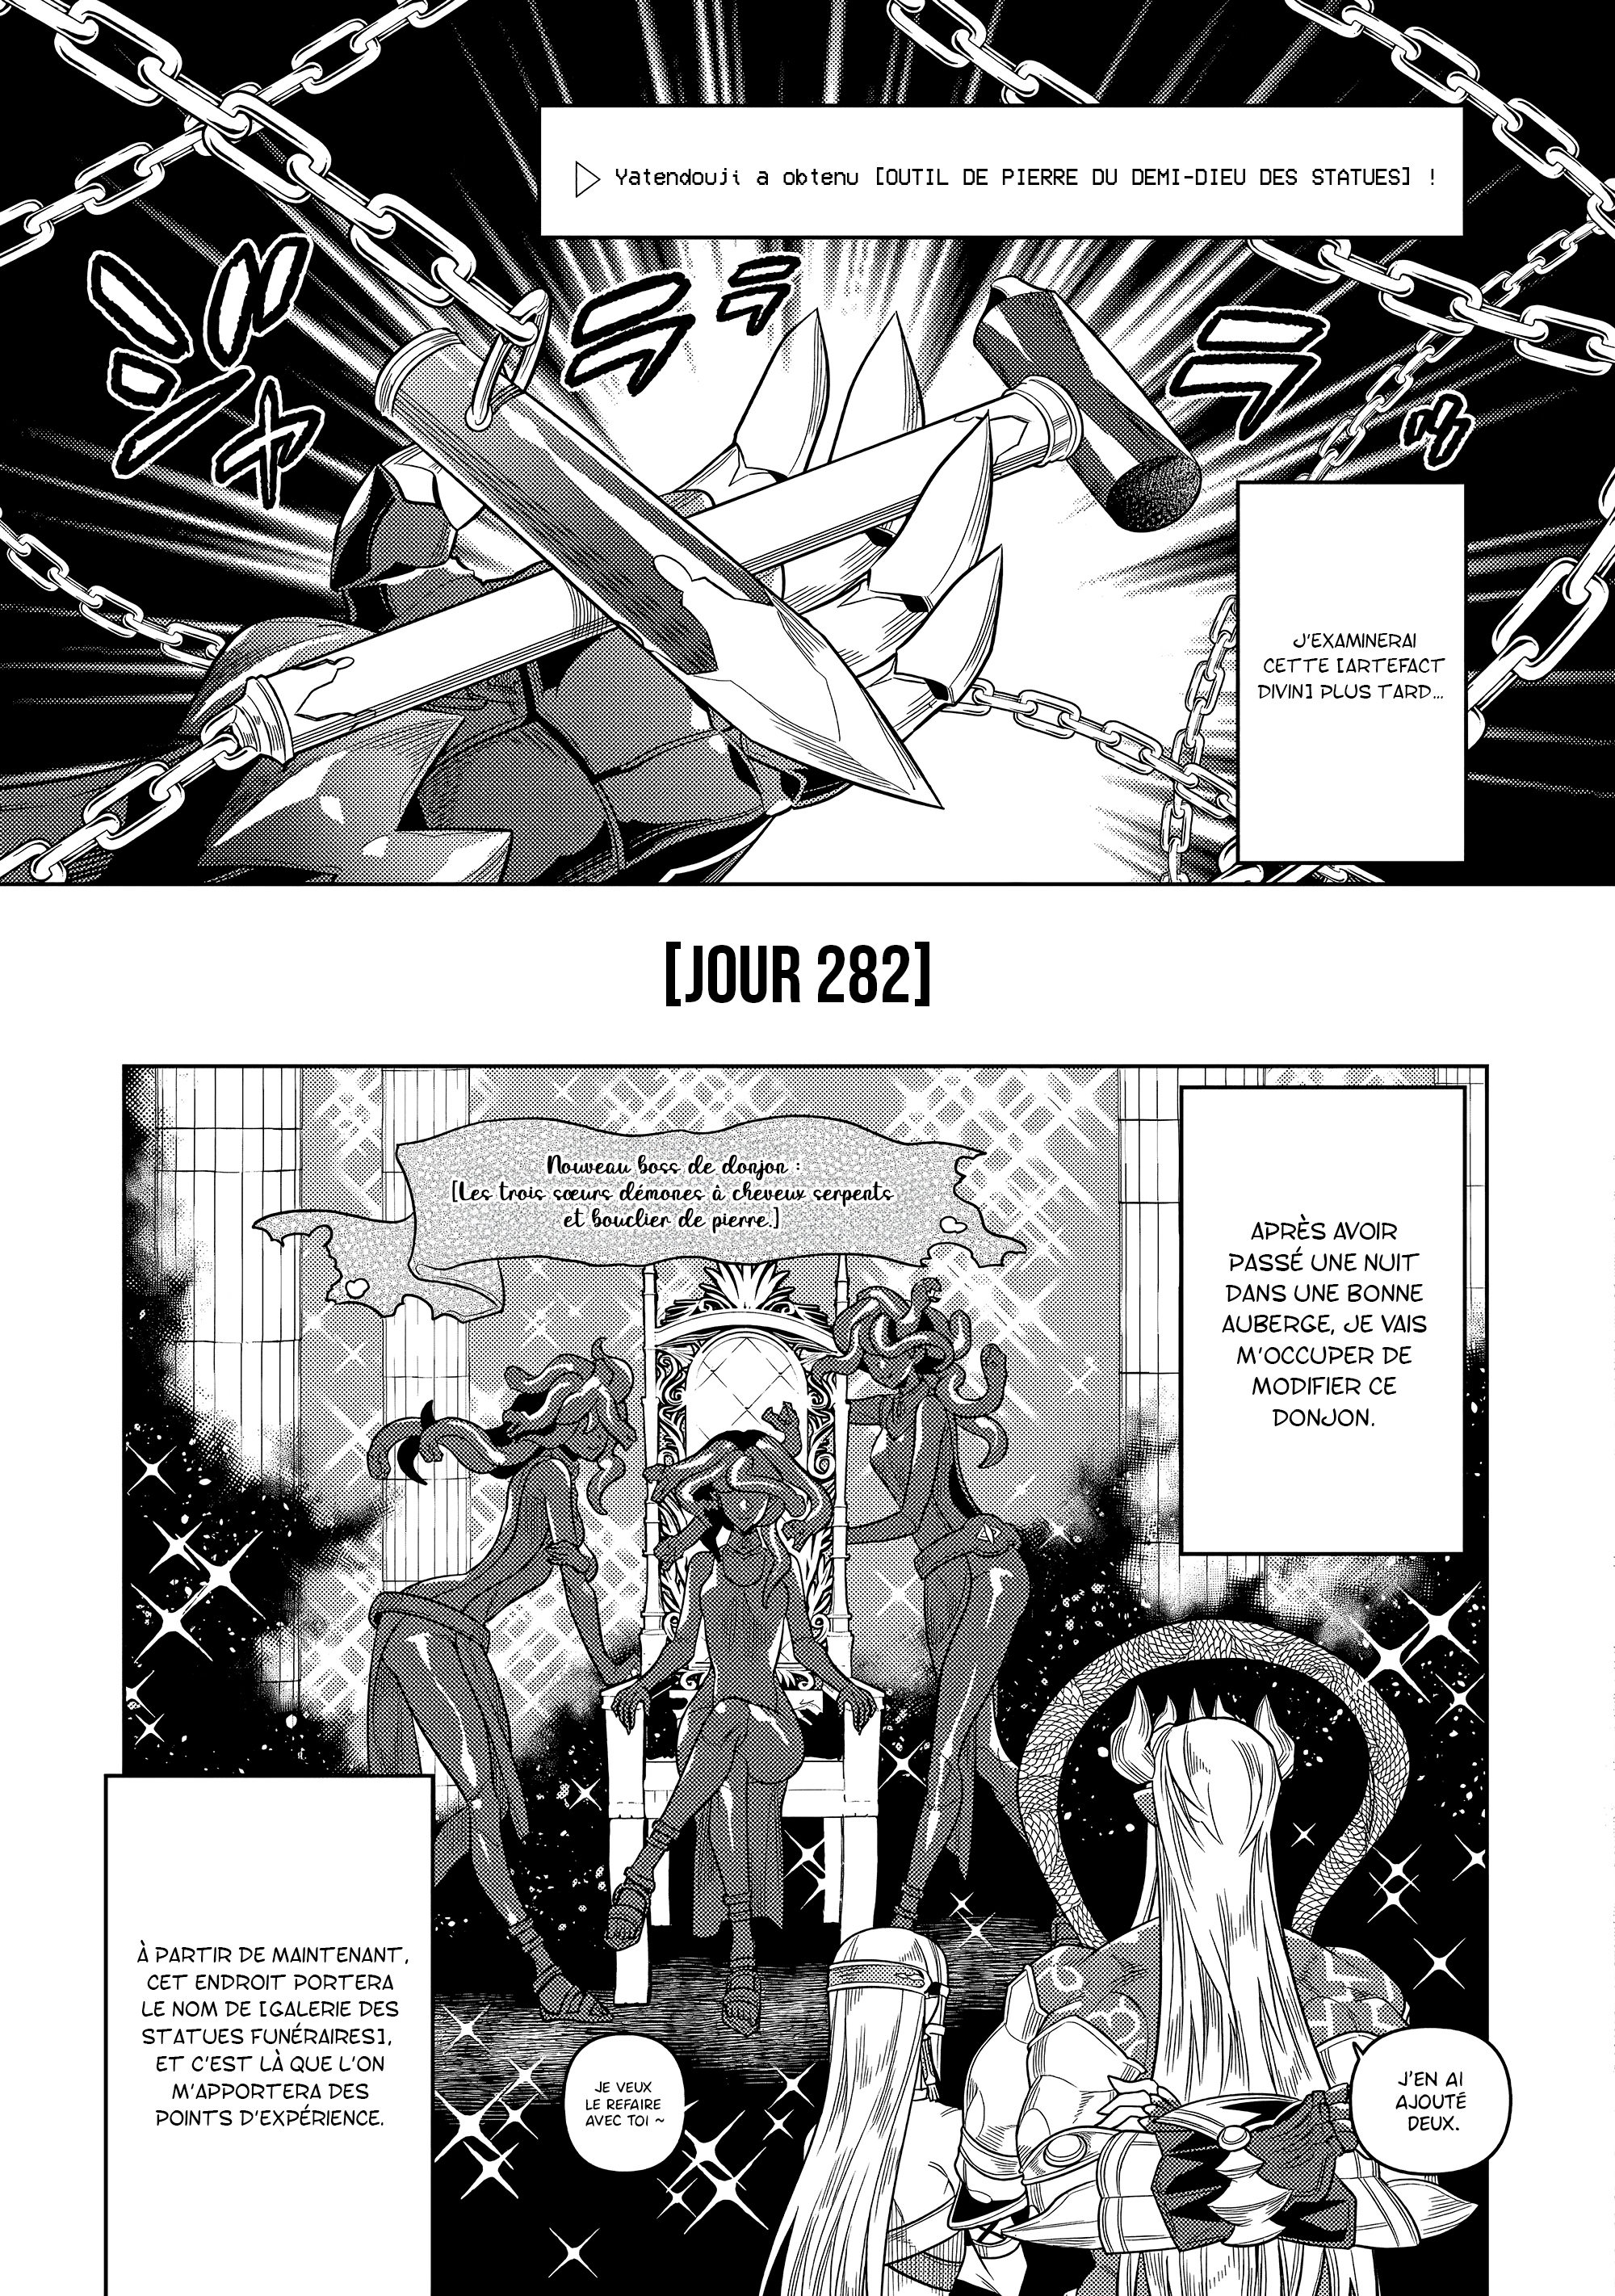 Yatendouji a obtenu [OUTIL DE PIERRE DU DEMI-DIEU DES STATUES] !
ジャ
ラ
ラ
ラ
ッ
J'EXAMINERAI
CETTE [ARTEFACT
DIVIN] PLUS TARD...
[JOUR 282]
Nouveau boss de donjon :
[Les trois sœurs démones à cheveux serpents
et bouclier de pierre.]
APRÈS AVOIR
PASSÉ UNE NUIT
DANS UNE BONNE
AUBERGE, JE VAIS
M'OCCUPER DE
MODIFIER CE
DONJON.
À PARTIR DE MAINTENANT,
CET ENDROIT PORTERA
LE NOM DE [GALERIE DES
STATUES FUNÉRAIRES],
ET C'EST LÀ QUE L'ON
M'APPORTERA DES
POINTS D'EXPÉRIENCE.
JE VEUX
LE REFAIRE
AVEC TOI ~
J'EN AI
AJOUTÉ
DEUX.